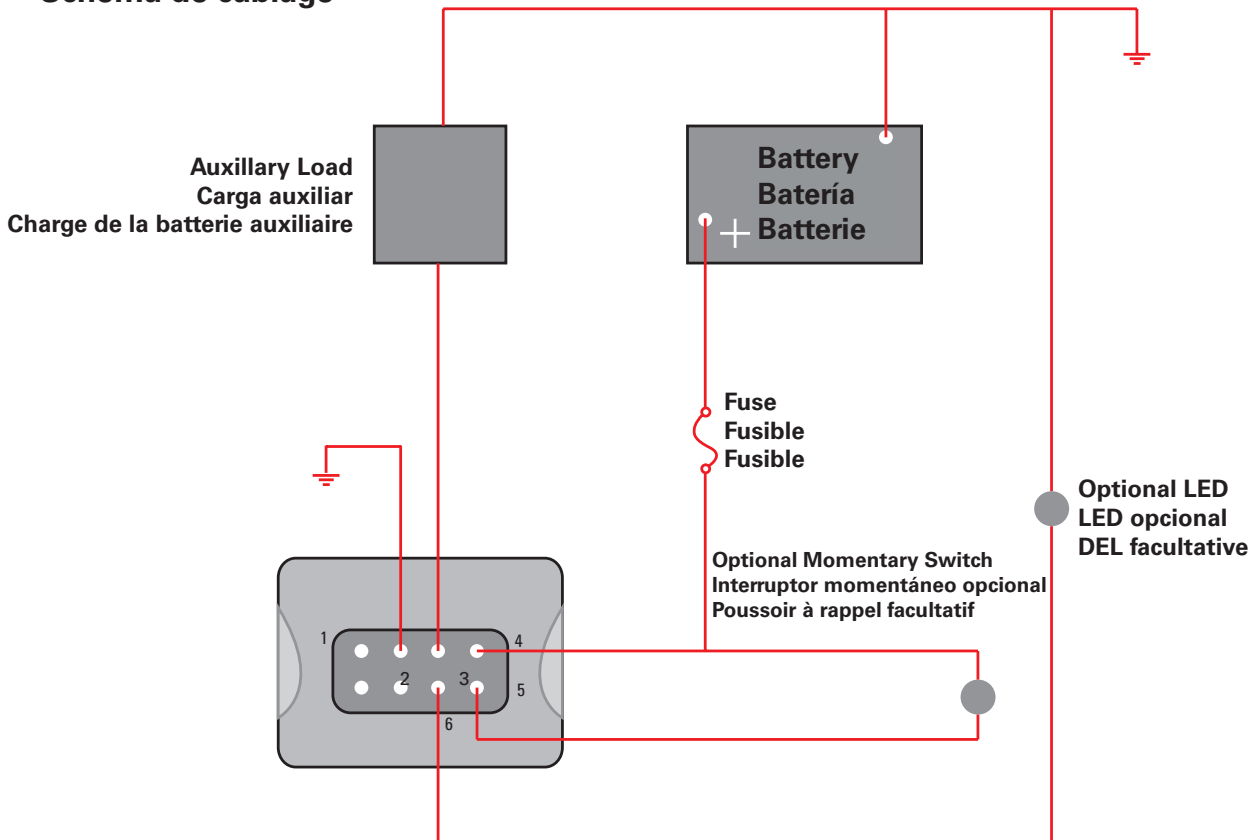 Auxillary Load
Carga auxiliar
Charge de la batterie auxiliaire
Battery
Batería
Batterie
Fuse
Fusible
Fusible
Optional LED
LED opcional
DEL facultative
Optional Momentary Switch
Interruptor momentáneo opcional
Poussoir à rappel facultatif
1
4
2
3
5
6